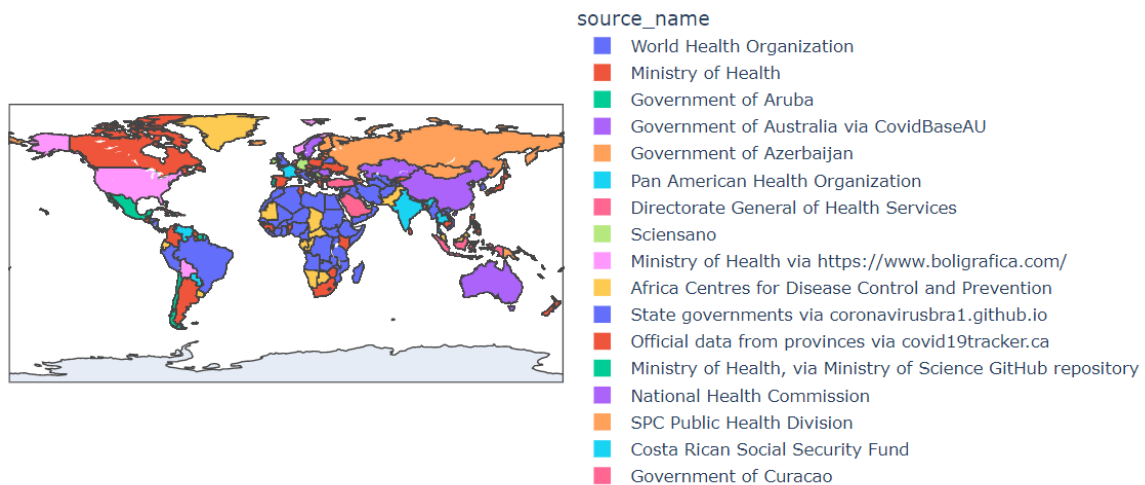 source_name
World Health Organization
Ministry of Health
Government of Aruba
Government of Australia via CovidBaseAU
Government of Azerbaijan
Pan American Health Organization
Directorate General of Health Services
Sciensano
Ministry of Health via https://www.boligrafica.com/
Africa Centres for Disease Control and Prevention
State governments via coronavirusbra1.github.io
Official data from provinces via covid19tracker.ca
Ministry of Health, via Ministry of Science GitHub repository
National Health Commission
SPC Public Health Division
Costa Rican Social Security Fund
Government of Curacao